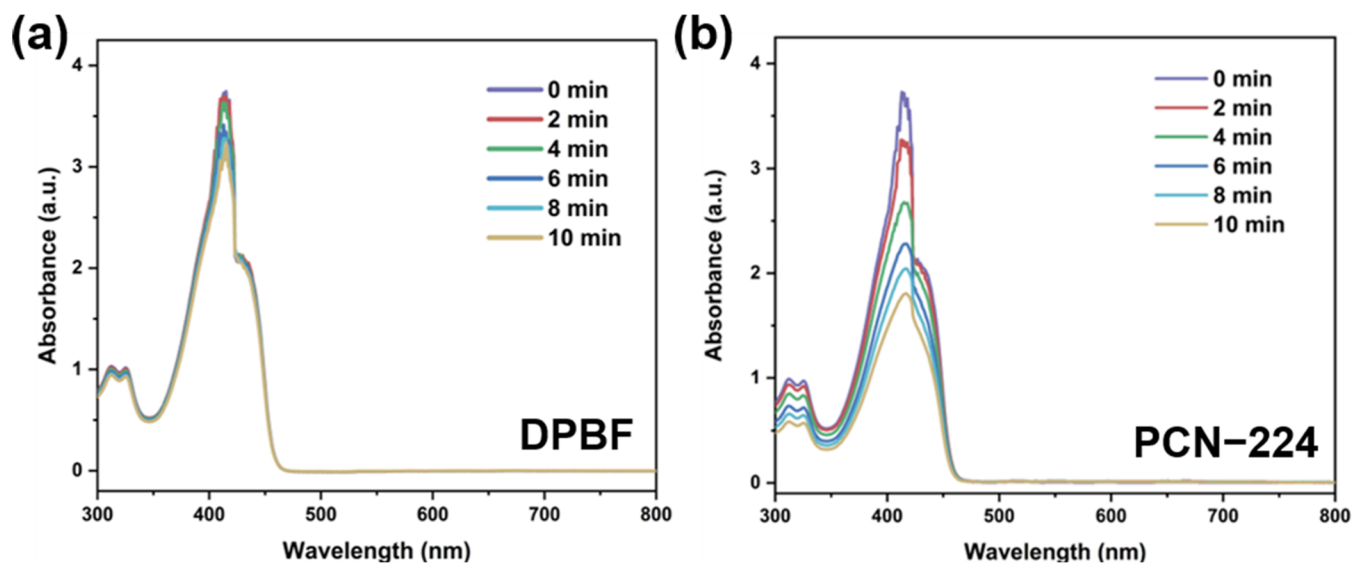 (a)
Absorbance (a.u.)
4
3
2
1
0
0 min
2 min
4 min
6 min
8 min
10 min
DPBF
300 400 500 600 700 800
Wavelength (nm)
(b)
Absorbance (a.u.)
4
3
2
1
0
0 min
2 min
4 min
6 min
8 min
10 min
PCN−224
300 400 500 600 700 800
Wavelength (nm)